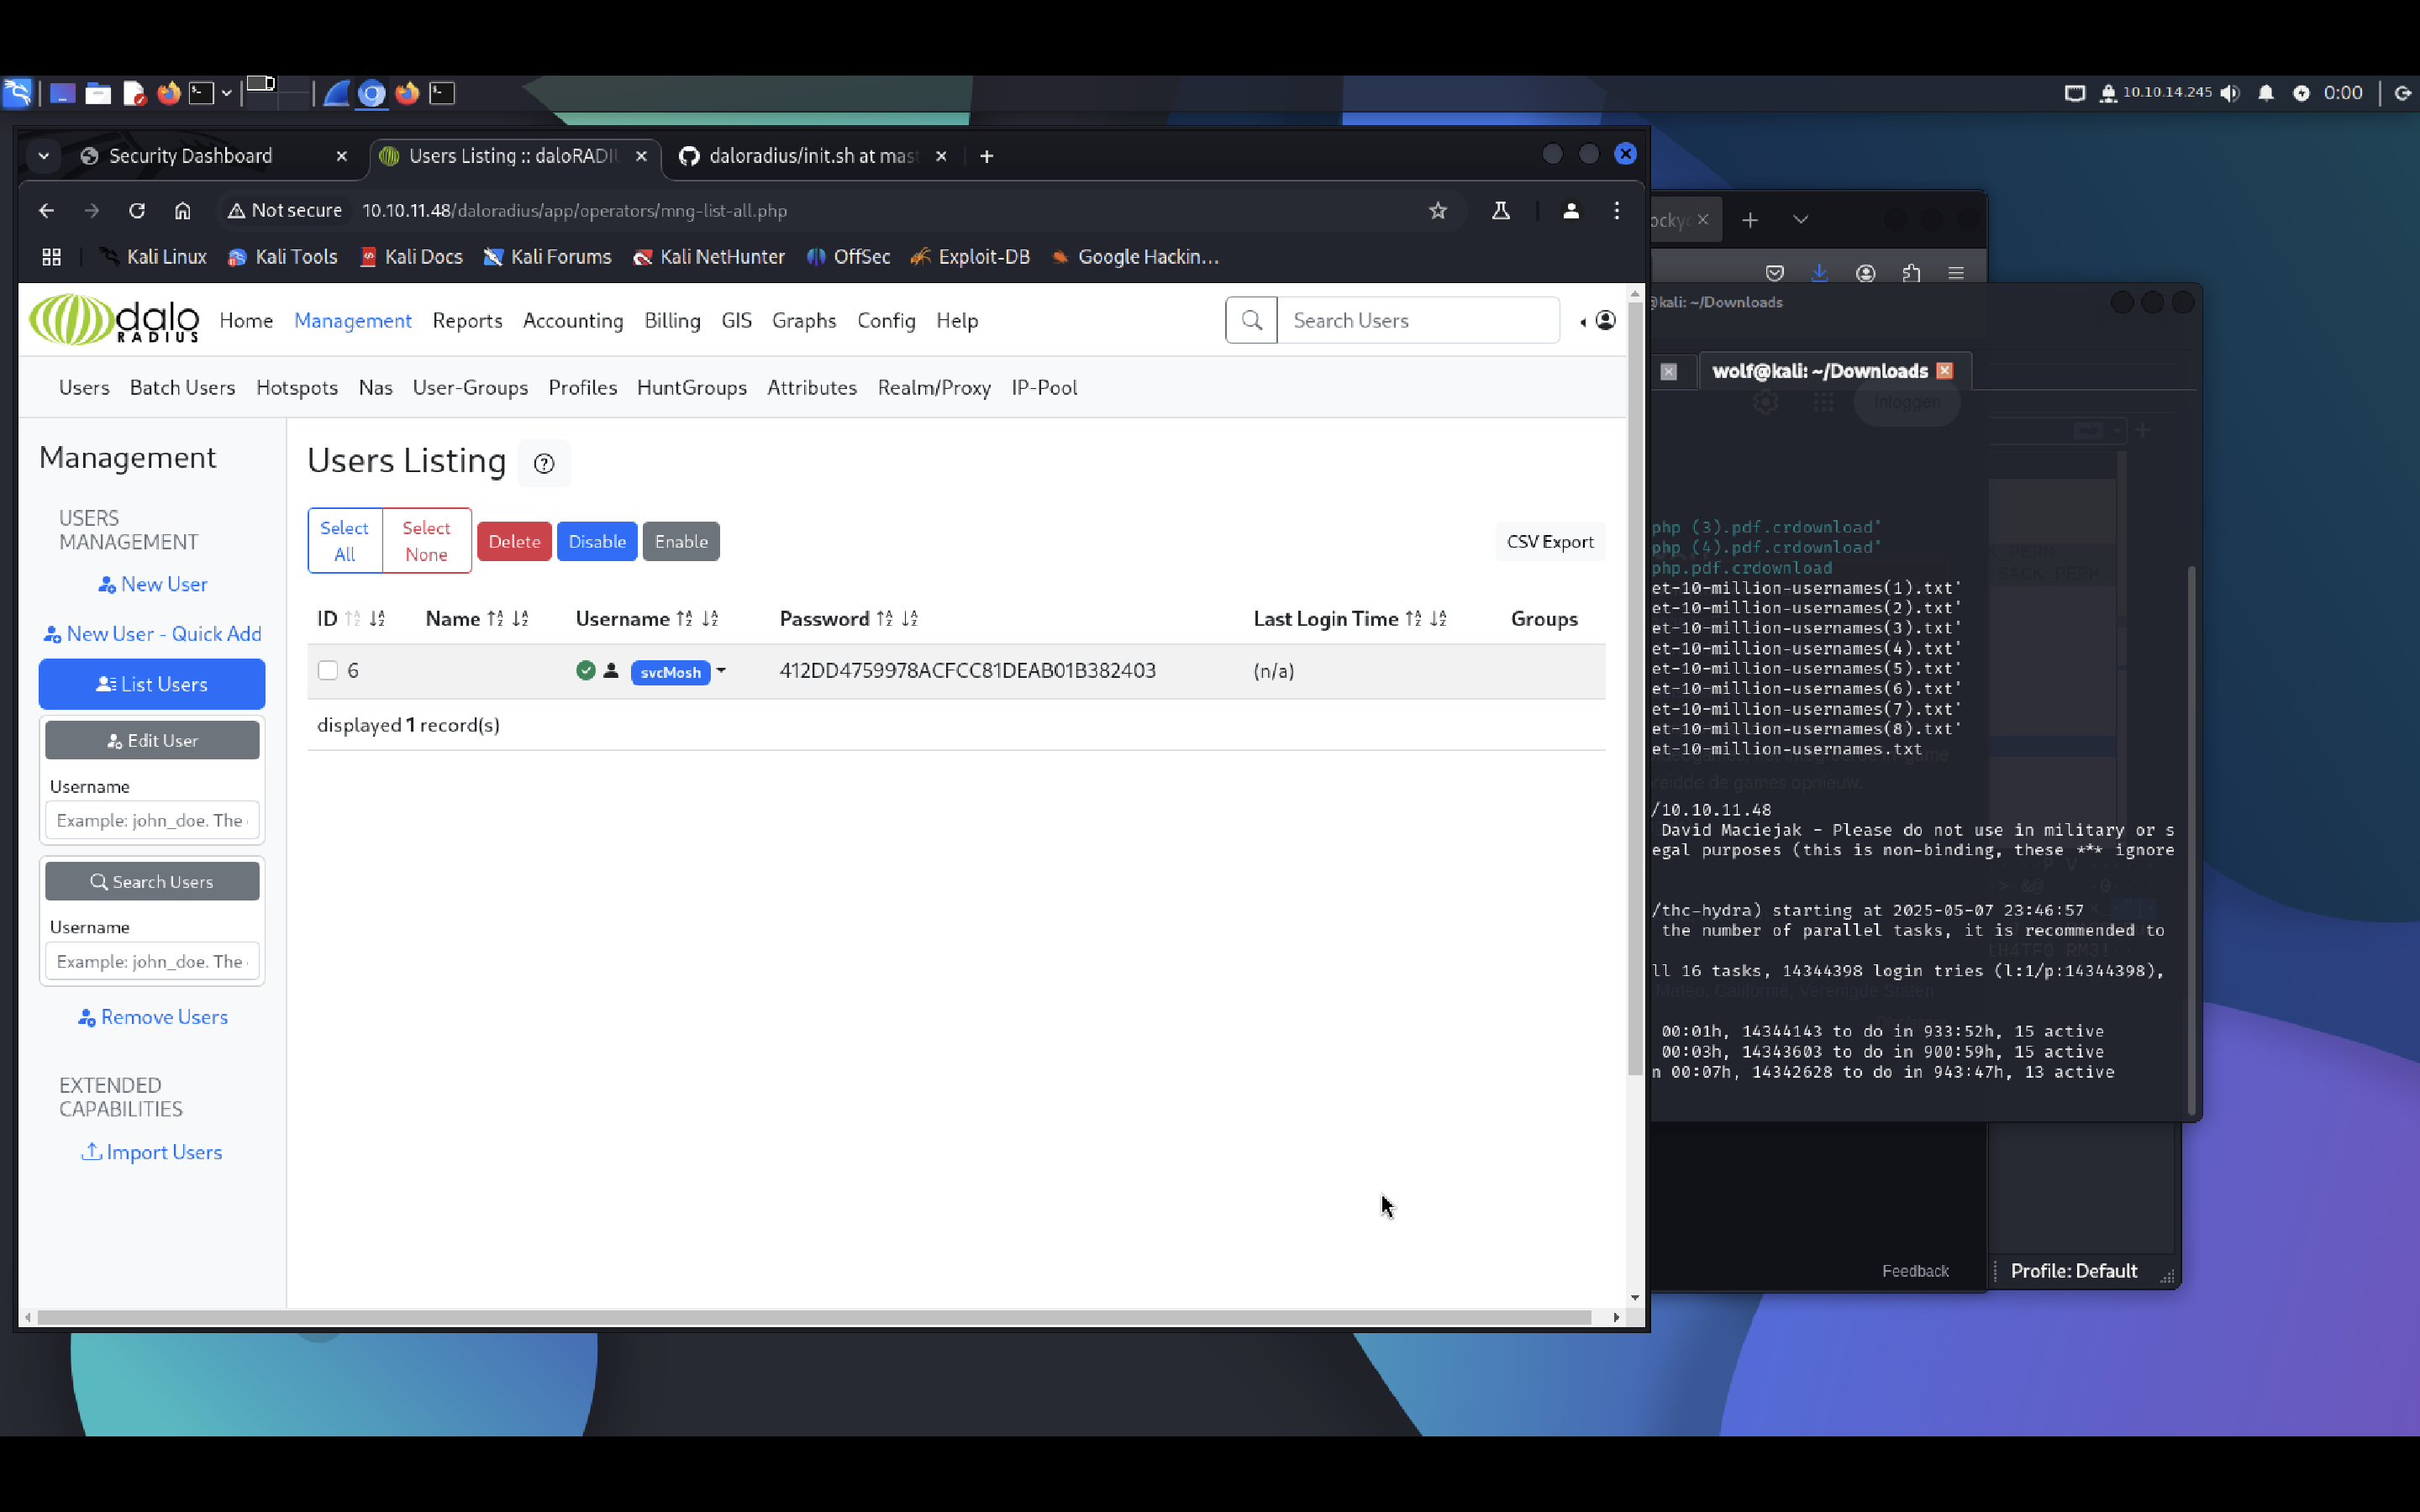 10.10.14.245 0:00
Security Dashboard
Users Listing :: daloRADIU
daloradius/init.sh at mast
Not secure 10.10.11.48/daloradius/app/operators/mng-list-all.php
Kali Linux Kali Tools Kali Docs Kali Forums Kali NetHunter OffSec Exploit-DB Google Hackin...
dalo RADIUS
Home Management Reports Accounting Billing GIS Graphs Config Help
Search Users
Users Batch Users Hotspots Nas User-Groups Profiles HuntGroups Attributes Realm/Proxy IP-Pool
Management
USERS
MANAGEMENT
New User
New User - Quick Add
List Users
Edit User
Username
Example: john_doe. The
Search Users
Username
Example: john_doe. The
Remove Users
EXTENDED
CAPABILITIES
Import Users
Users Listing
Select All
Select None
Delete Disable Enable
CSV Export
ID Name Username Password Last Login Time Groups
6 svcMosh 412DD4759978ACFCC81DEAB01B382403 (n/a)
displayed 1 record(s)
ocky
@kali: ~/Downloads
wolf@kali: ~/Downloads
Inloggen
php (3).pdf.crdownload'
php (4).pdf.crdownload'
php.pdf.crdownload
et-10-million-usernames(1).txt'
et-10-million-usernames(2).txt'
et-10-million-usernames(3).txt'
et-10-million-usernames(4).txt'
et-10-million-usernames(5).txt'
et-10-million-usernames(6).txt'
et-10-million-usernames(7).txt'
et-10-million-usernames(8).txt'
et-10-million-usernames.txt
reidde de games opnieuw.
/10.10.11.48
David Maciejak - Please do not use in military or s
egal purposes (this is non-binding, these *** ignore
/thc-hydra) starting at 2025-05-07 23:46:57
the number of parallel tasks, it is recommended to
ll 16 tasks, 14344398 login tries (l:1/p:14344398),
Mateo, Californië, Verenigde Staten
00:01h, 14344143 to do in 933:52h, 15 active
00:03h, 14343603 to do in 900:59h, 15 active
n 00:07h, 14342628 to do in 943:47h, 13 active
Feedback
Profile: Default